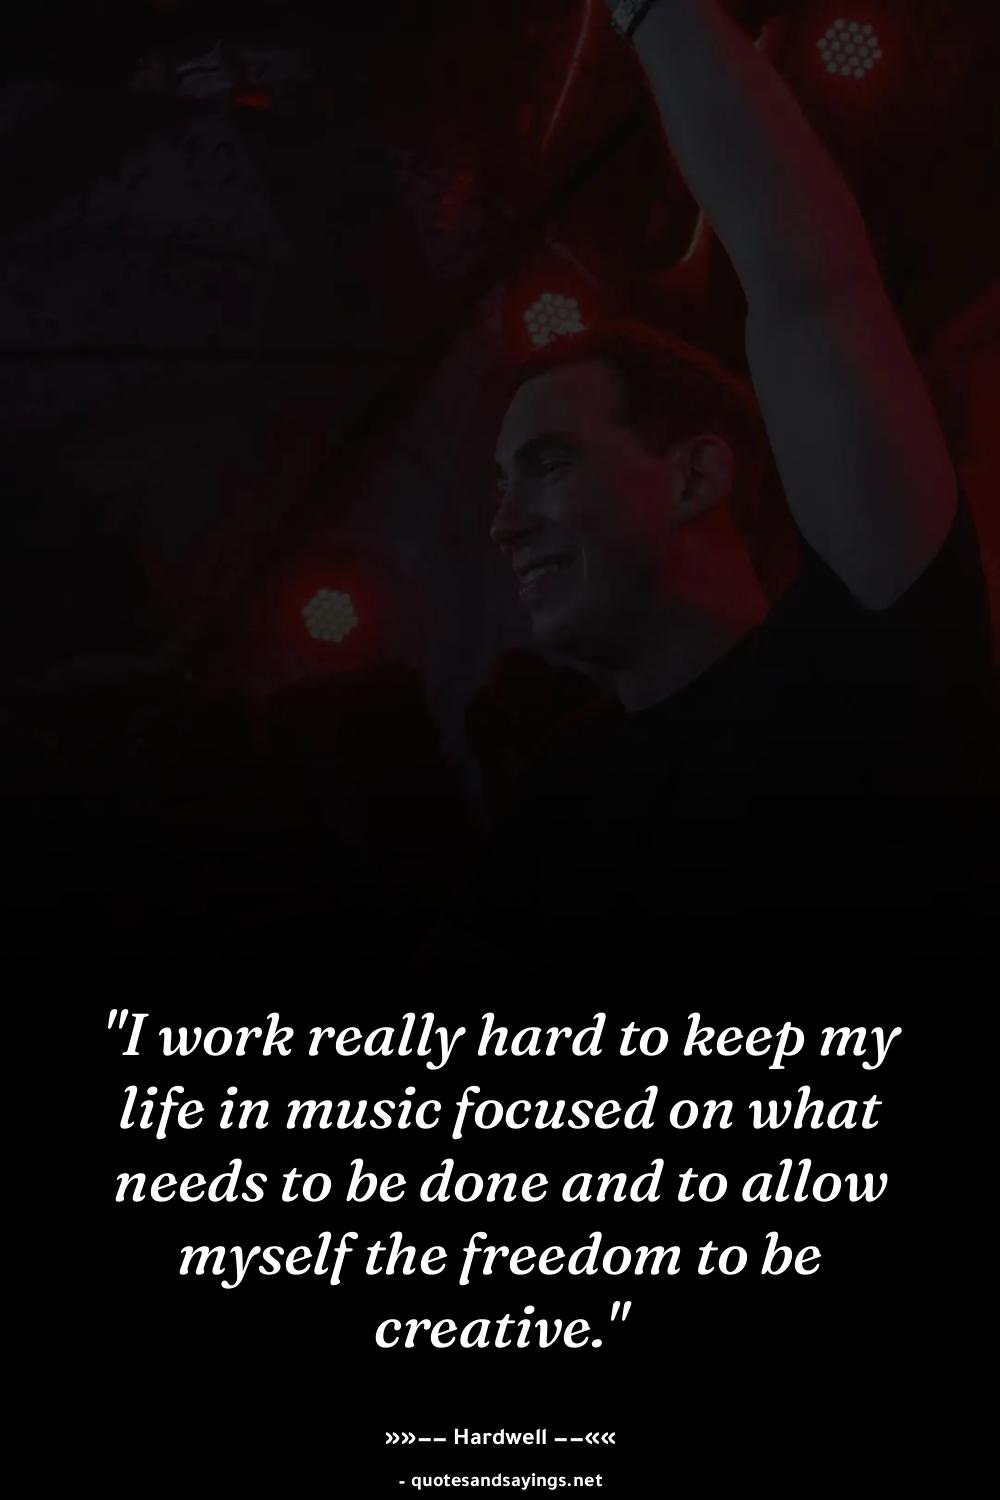 "I work really hard to keep my
life in music focused on what
needs to be done and to allow
myself the freedom to be
creative."
»»−− Hardwell −−««
- quotesandsayings.net